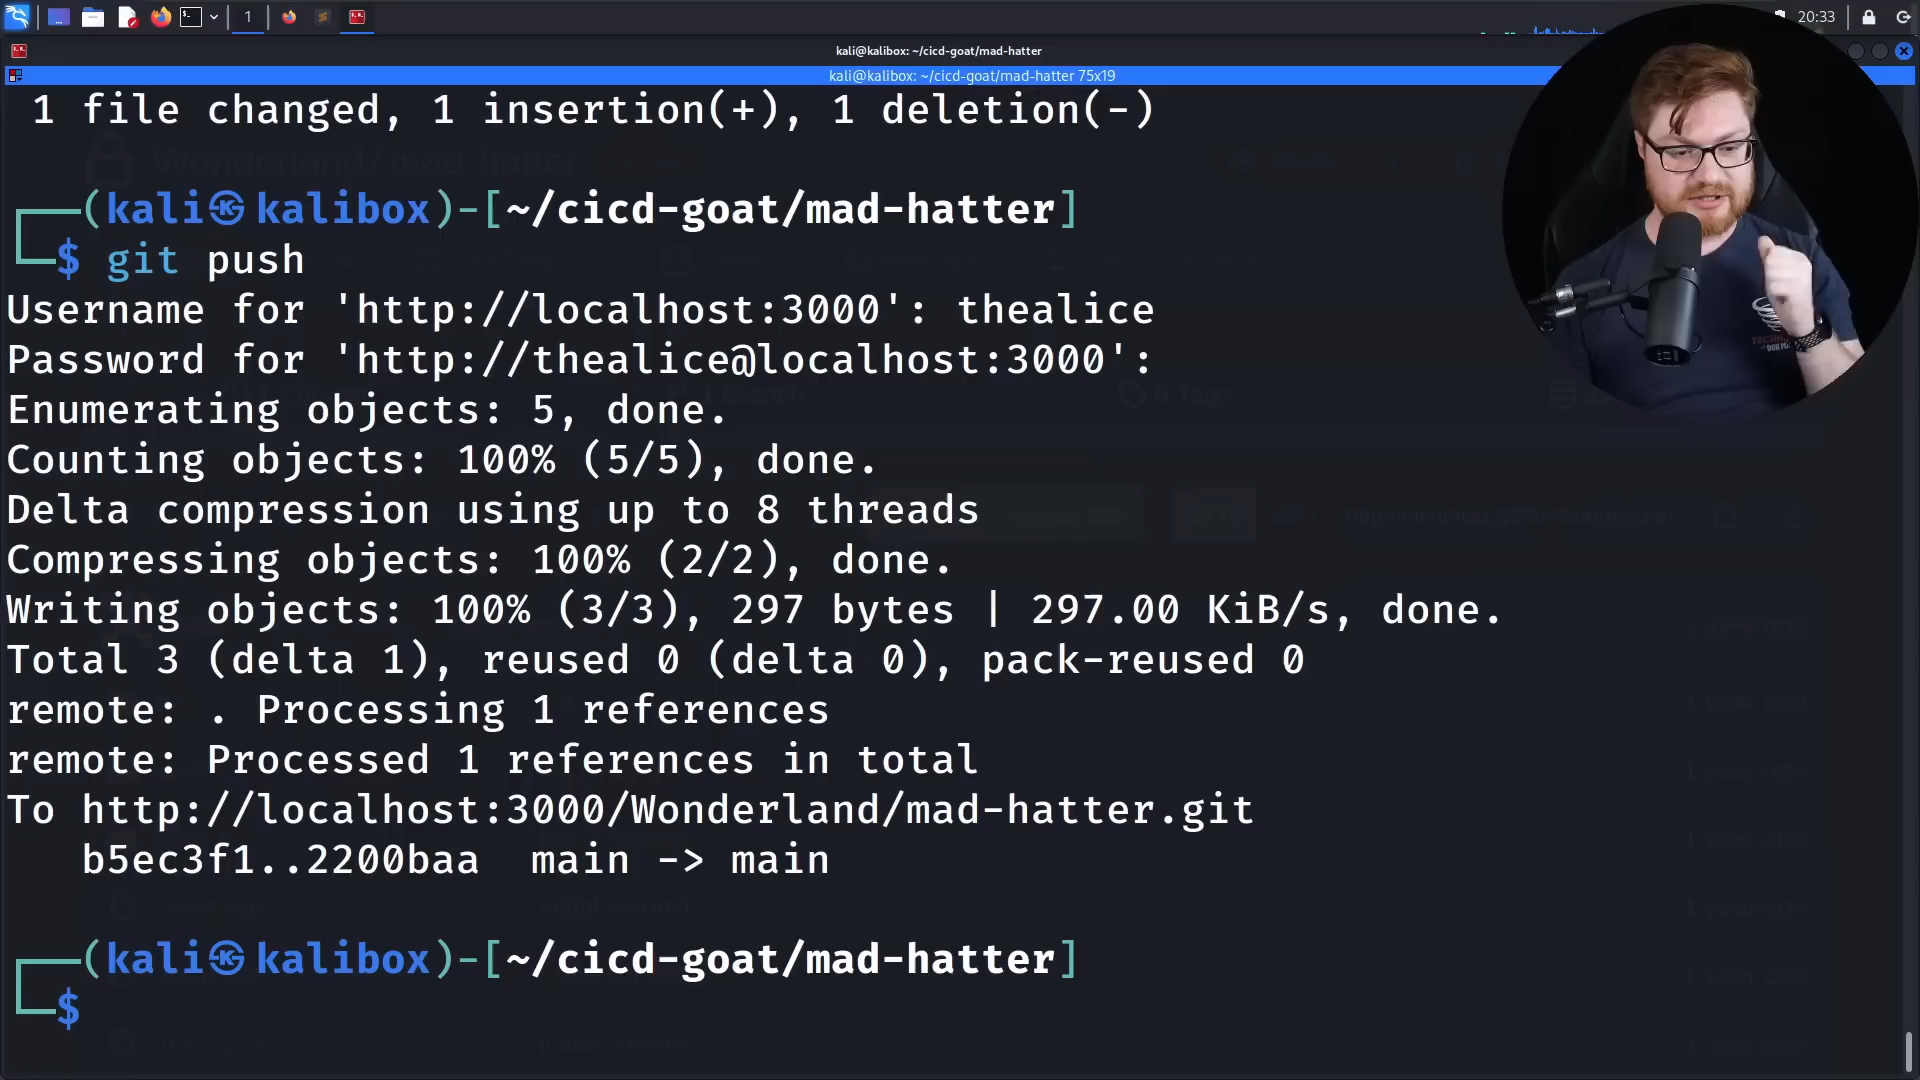 1
20:33
kali@kalibox: ~/cicd-goat/mad-hatter
kali@kalibox: ~/cicd-goat/mad-hatter 75x19
1 file changed, 1 insertion(+), 1 deletion(-)
┌──(kali㉿kalibox)-[~/cicd-goat/mad-hatter]
└─$ git push
Username for 'http://localhost:3000': thealice
Password for 'http://thealice@localhost:3000':
Enumerating objects: 5, done.
Counting objects: 100% (5/5), done.
Delta compression using up to 8 threads
Compressing objects: 100% (2/2), done.
Writing objects: 100% (3/3), 297 bytes | 297.00 KiB/s, done.
Total 3 (delta 1), reused 0 (delta 0), pack-reused 0
remote: . Processing 1 references
remote: Processed 1 references in total
To http://localhost:3000/Wonderland/mad-hatter.git
b5ec3f1..2200baa  main -> main
┌──(kali㉿kalibox)-[~/cicd-goat/mad-hatter]
└─$